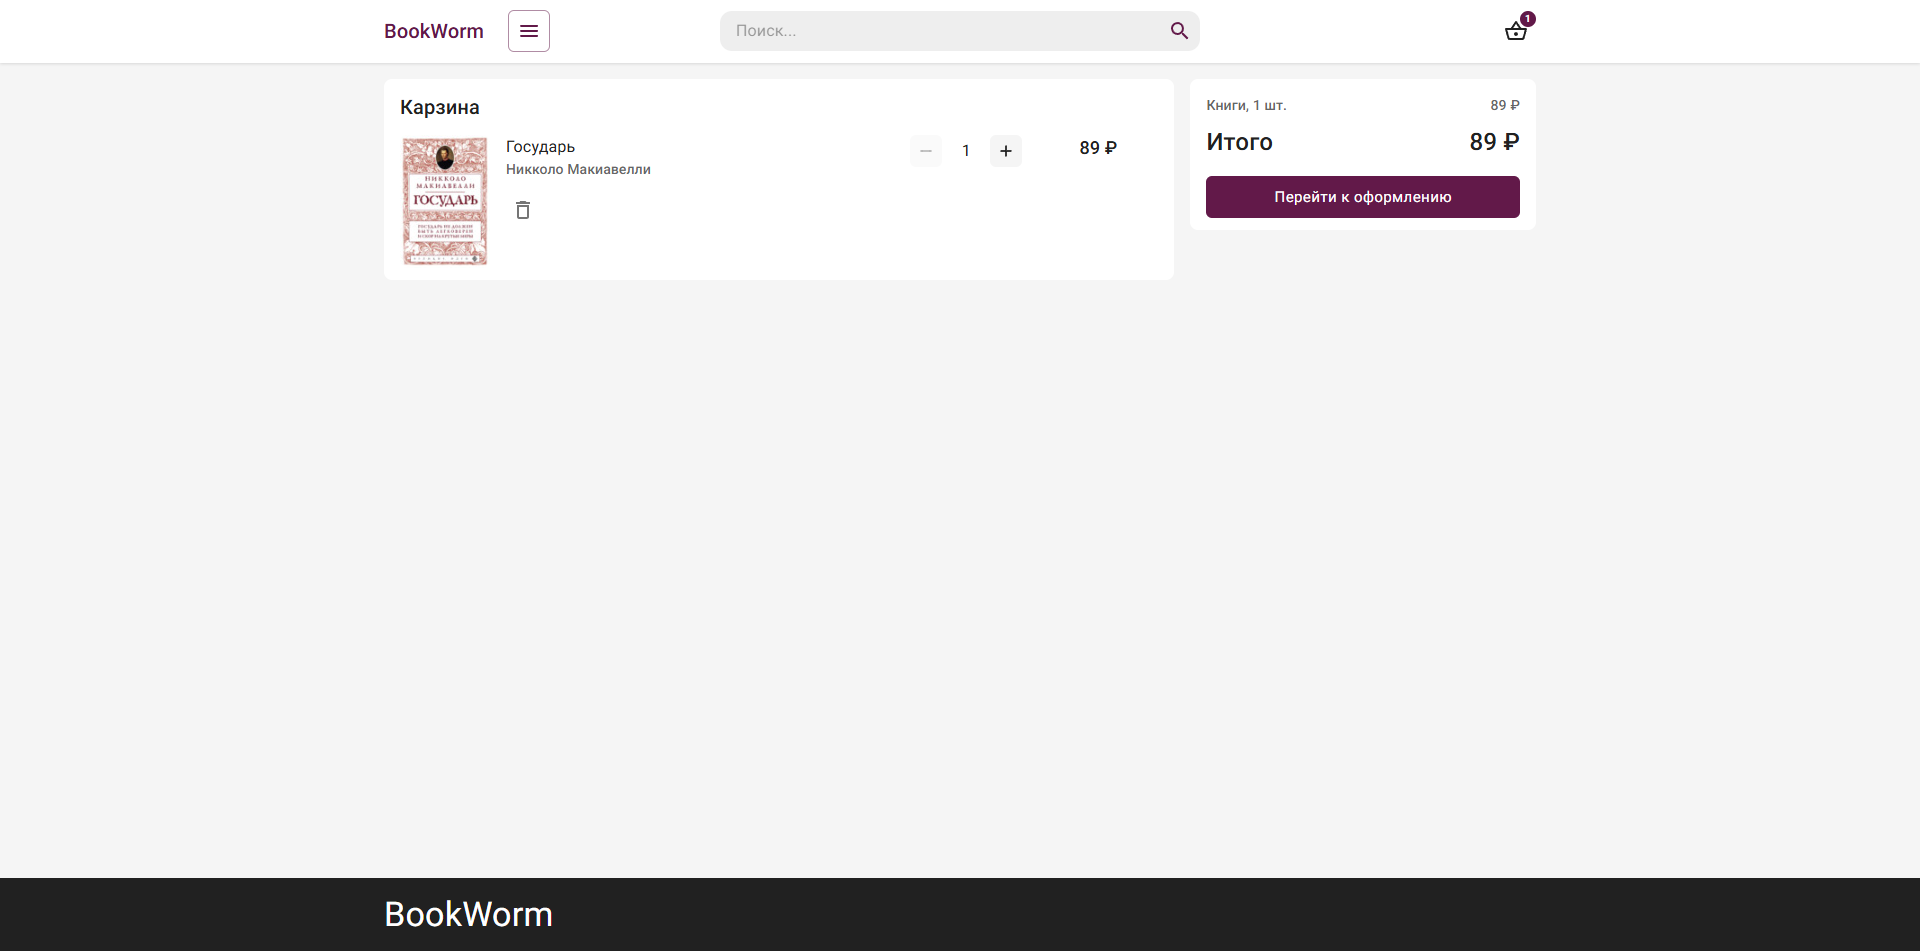 BookWorm
Поиск...
1
Карзина
НИККОЛО
МАКИАВЕЛЛИ
ГОСУДАРЬ
Государь
Никколо Макиавелли
1
89 ₽
Книги, 1 шт.
89 ₽
Итого
89 ₽
Перейти к оформлению
BookWorm